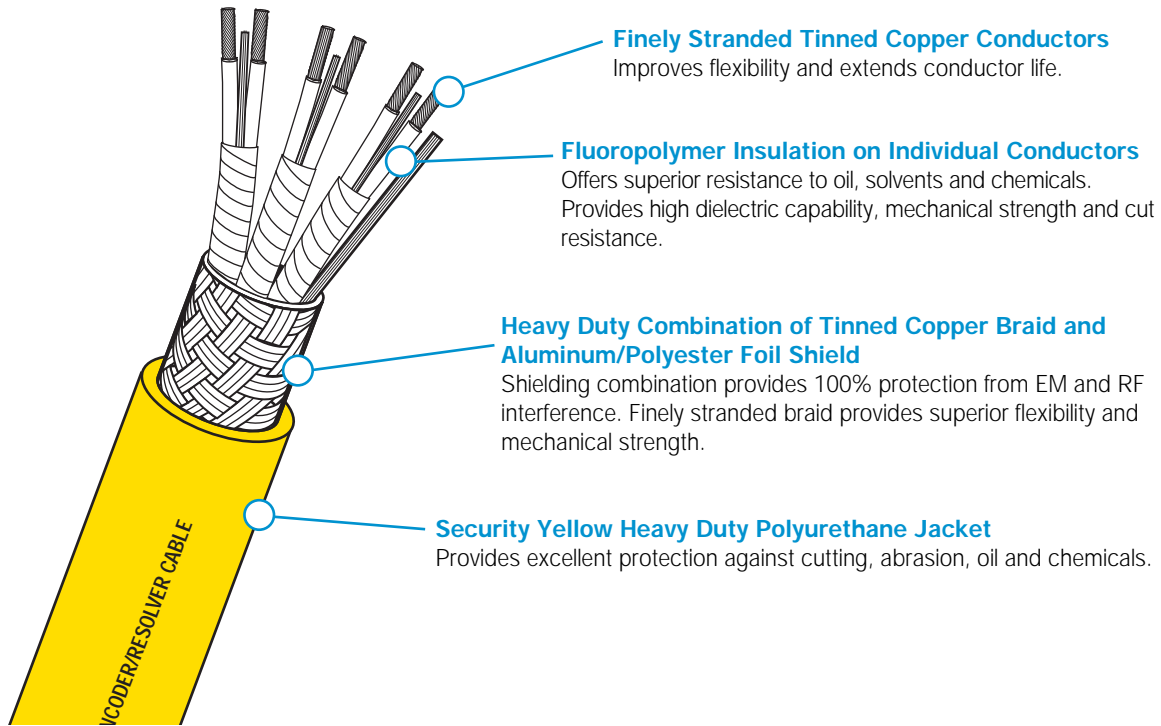 Finely Stranded Tinned Copper Conductors
Improves flexibility and extends conductor life.
Fluoropolymer Insulation on Individual Conductors
Offers superior resistance to oil, solvents and chemicals.
Provides high dielectric capability, mechanical strength and cut
resistance.
Heavy Duty Combination of Tinned Copper Braid and
Aluminum/Polyester Foil Shield
Shielding combination provides 100% protection from EM and RF
interference. Finely stranded braid provides superior flexibility and
mechanical strength.
Security Yellow Heavy Duty Polyurethane Jacket
Provides excellent protection against cutting, abrasion, oil and chemicals.
NCODER/RESOLVER CABLE